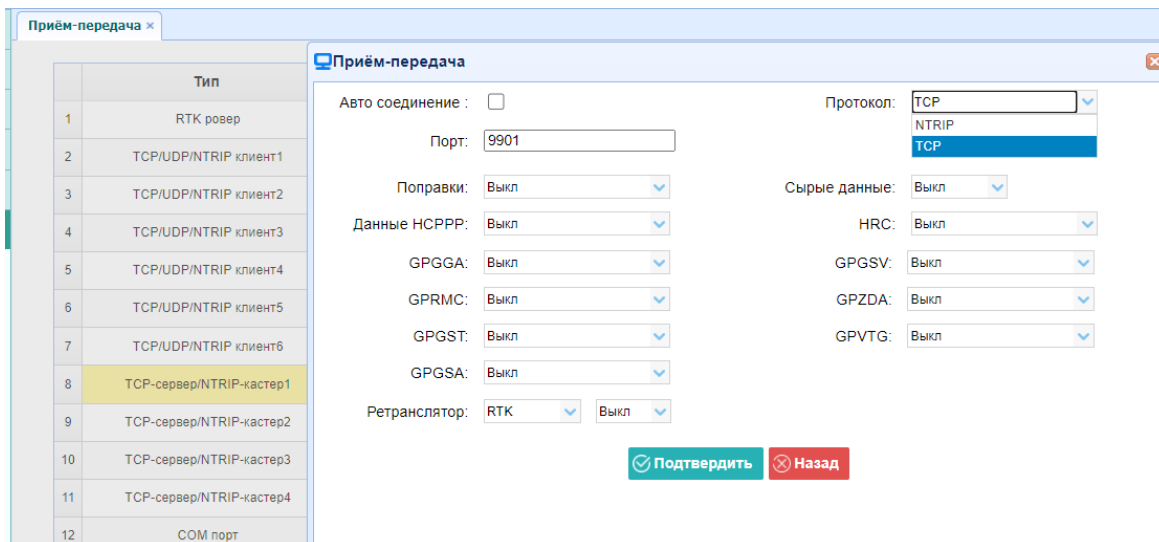 Приём-передача ×
Тип
1 RTK ровер
2 TCP/UDP/NTRIP клиент1
3 TCP/UDP/NTRIP клиент2
4 TCP/UDP/NTRIP клиент3
5 TCP/UDP/NTRIP клиент4
6 TCP/UDP/NTRIP клиент5
7 TCP/UDP/NTRIP клиент6
8 TCP-сервер/NTRIP-кастер1
9 TCP-сервер/NTRIP-кастер2
10 TCP-сервер/NTRIP-кастер3
11 TCP-сервер/NTRIP-кастер4
12 COM порт
Приём-передача
Авто соединение : Протокол: TCP
NTRIP
TCP
Порт: 9901
Поправки: Выкл Сырые данные: Выкл
Данные HCPPP: Выкл HRC: Выкл
GPGGA: Выкл GPGSV: Выкл
GPRMC: Выкл GPZDA: Выкл
GPGST: Выкл GPVTG: Выкл
GPGSA: Выкл
Ретранслятор: RTK Выкл
Подтвердить Назад